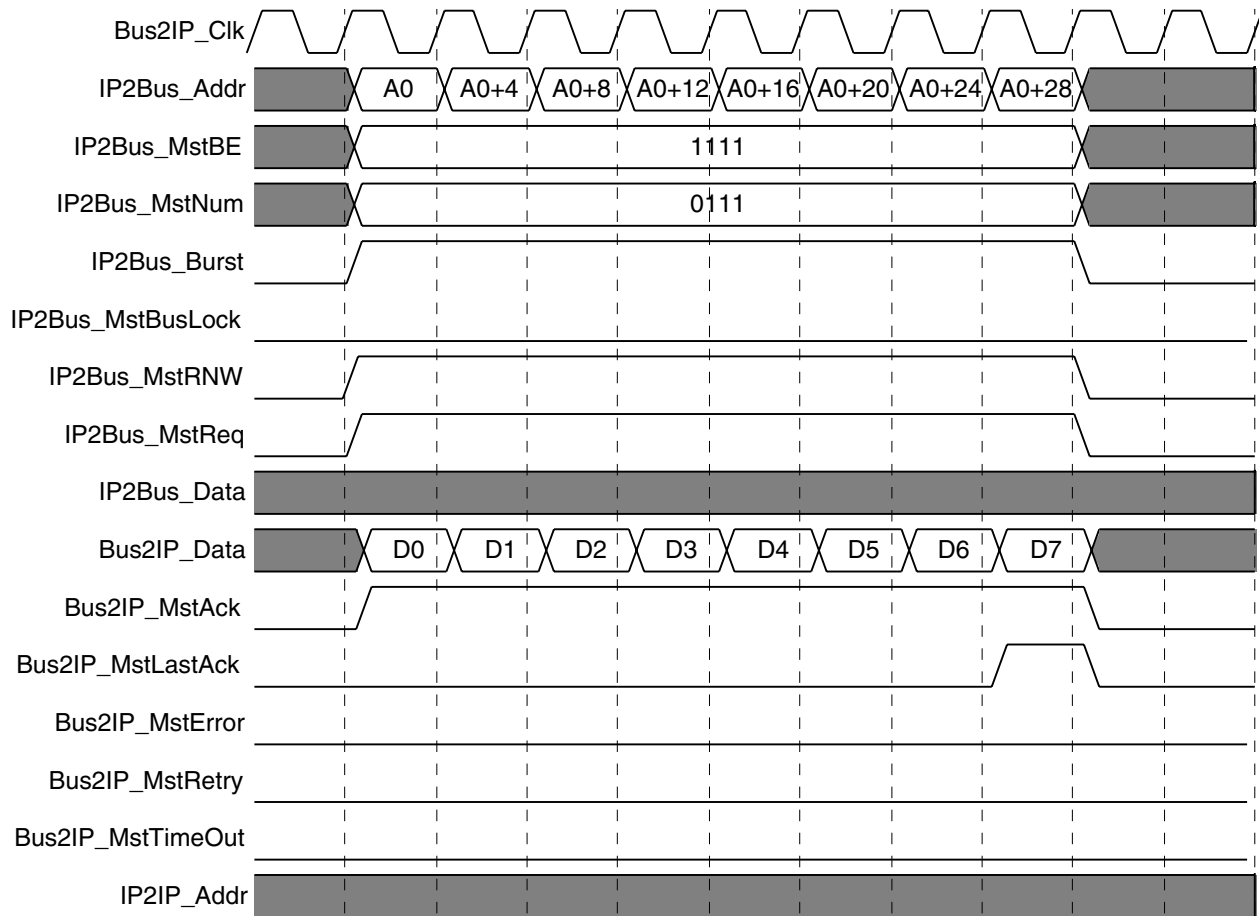 Bus2IP_Clk
IP2Bus_Addr A0 A0+4 A0+8 A0+12 A0+16 A0+20 A0+24 A0+28
IP2Bus_MstBE 1111
IP2Bus_MstNum 0111
IP2Bus_Burst
IP2Bus_MstBusLock
IP2Bus_MstRNW
IP2Bus_MstReq
IP2Bus_Data
Bus2IP_Data D0 D1 D2 D3 D4 D5 D6 D7
Bus2IP_MstAck
Bus2IP_MstLastAck
Bus2IP_MstError
Bus2IP_MstRetry
Bus2IP_MstTimeOut
IP2IP_Addr